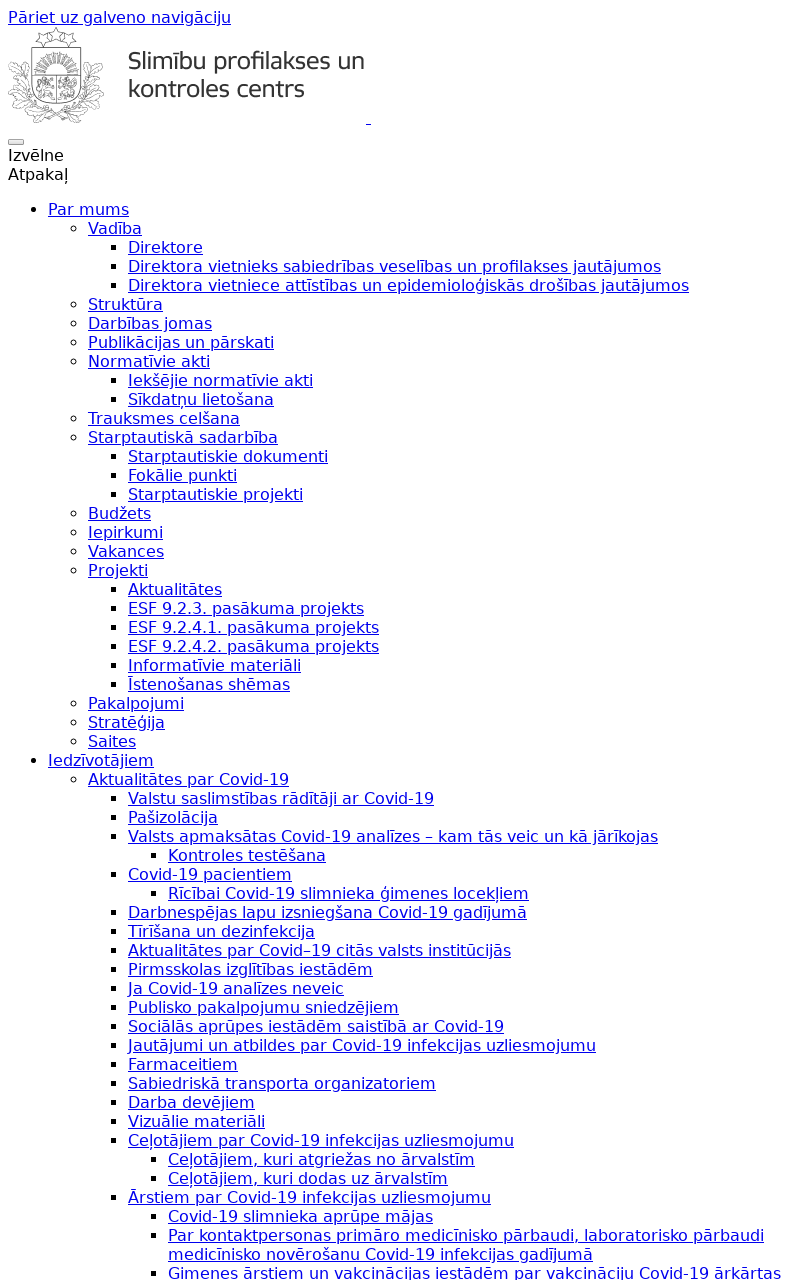 Pāriet uz galveno navigāciju
Slimību profilakses un
kontroles centrs
Izvēlne
Atpakaļ
Par mums
Vadība
Direktore
Direktora vietnieks sabiedrības veselības un profilakses jautājumos
Direktora vietniece attīstības un epidemioloģiskās drošības jautājumos
Struktūra
Darbības jomas
Publikācijas un pārskati
Normatīvie akti
Iekšējie normatīvie akti
Sīkdatņu lietošana
Trauksmes celšana
Starptautiskā sadarbība
Starptautiskie dokumenti
Fokālie punkti
Starptautiskie projekti
Budžets
Iepirkumi
Vakances
Projekti
Aktualitātes
ESF 9.2.3. pasākuma projekts
ESF 9.2.4.1. pasākuma projekts
ESF 9.2.4.2. pasākuma projekts
Informatīvie materiāli
Īstenošanas shēmas
Pakalpojumi
Stratēģija
Saites
Iedzīvotājiem
Aktualitātes par Covid-19
Valstu saslimstības rādītāji ar Covid-19
Pašizolācija
Valsts apmaksātas Covid-19 analīzes – kam tās veic un kā jārīkojas
Kontroles testēšana
Covid-19 pacientiem
Rīcībai Covid-19 slimnieka ģimenes locekļiem
Darbnespējas lapu izsniegšana Covid-19 gadījumā
Tīrīšana un dezinfekcija
Aktualitātes par Covid–19 citās valsts institūcijās
Pirmsskolas izglītības iestādēm
Ja Covid-19 analīzes neveic
Publisko pakalpojumu sniedzējiem
Sociālās aprūpes iestādēm saistībā ar Covid-19
Jautājumi un atbildes par Covid-19 infekcijas uzliesmojumu
Farmaceitiem
Sabiedriskā transporta organizatoriem
Darba devējiem
Vizuālie materiāli
Ceļotājiem par Covid-19 infekcijas uzliesmojumu
Ceļotājiem, kuri atgriežas no ārvalstīm
Ceļotājiem, kuri dodas uz ārvalstīm
Ārstiem par Covid-19 infekcijas uzliesmojumu
Covid-19 slimnieka aprūpe mājas
Par kontaktpersonas primāro medicīnisko pārbaudi, laboratorisko pārbaudi
medicīnisko novērošanu Covid-19 infekcijas gadījumā
Ģimenes ārstiem un vakcinācijas iestādēm par vakcināciju Covid-19 ārkārtas